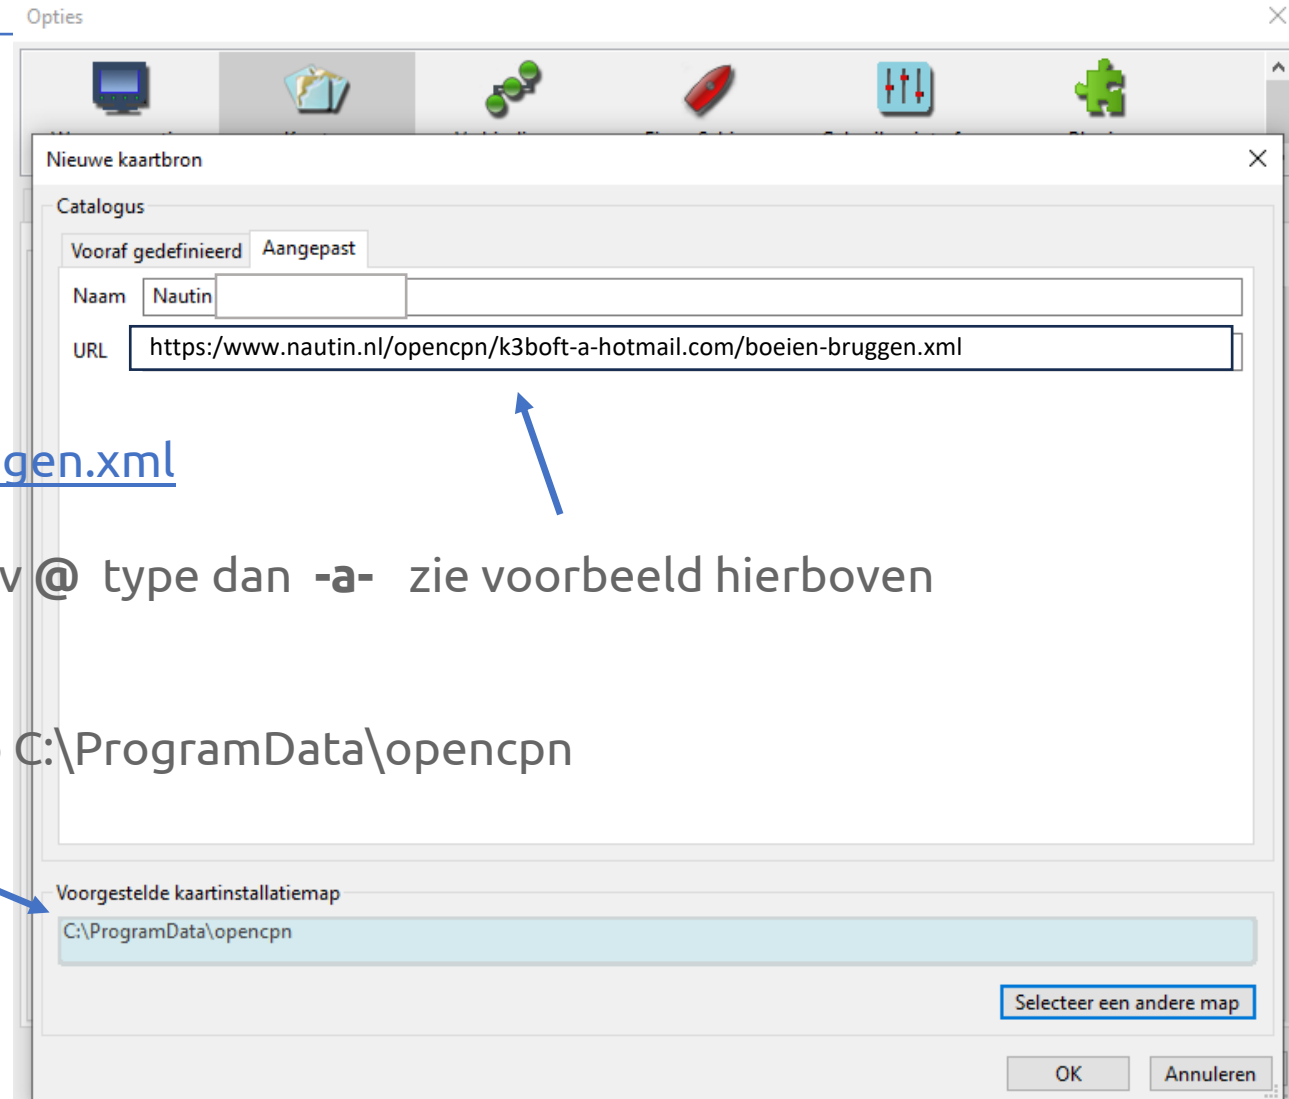 Opties
Nieuwe kaartbron
Catalogus
Vooraf gedefinieerd Aangepast
Naam Nautin
URL https:/www.nautin.nl/opencpn/k3boft-a-hotmail.com/boeien-bruggen.xml
gen.xml
v @ type dan -a- zie voorbeeld hierboven
C:\ProgramData\opencpn
Voorgestelde kaartinstallatiemap
C:\ProgramData\opencpn
Selecteer een andere map
OK Annuleren